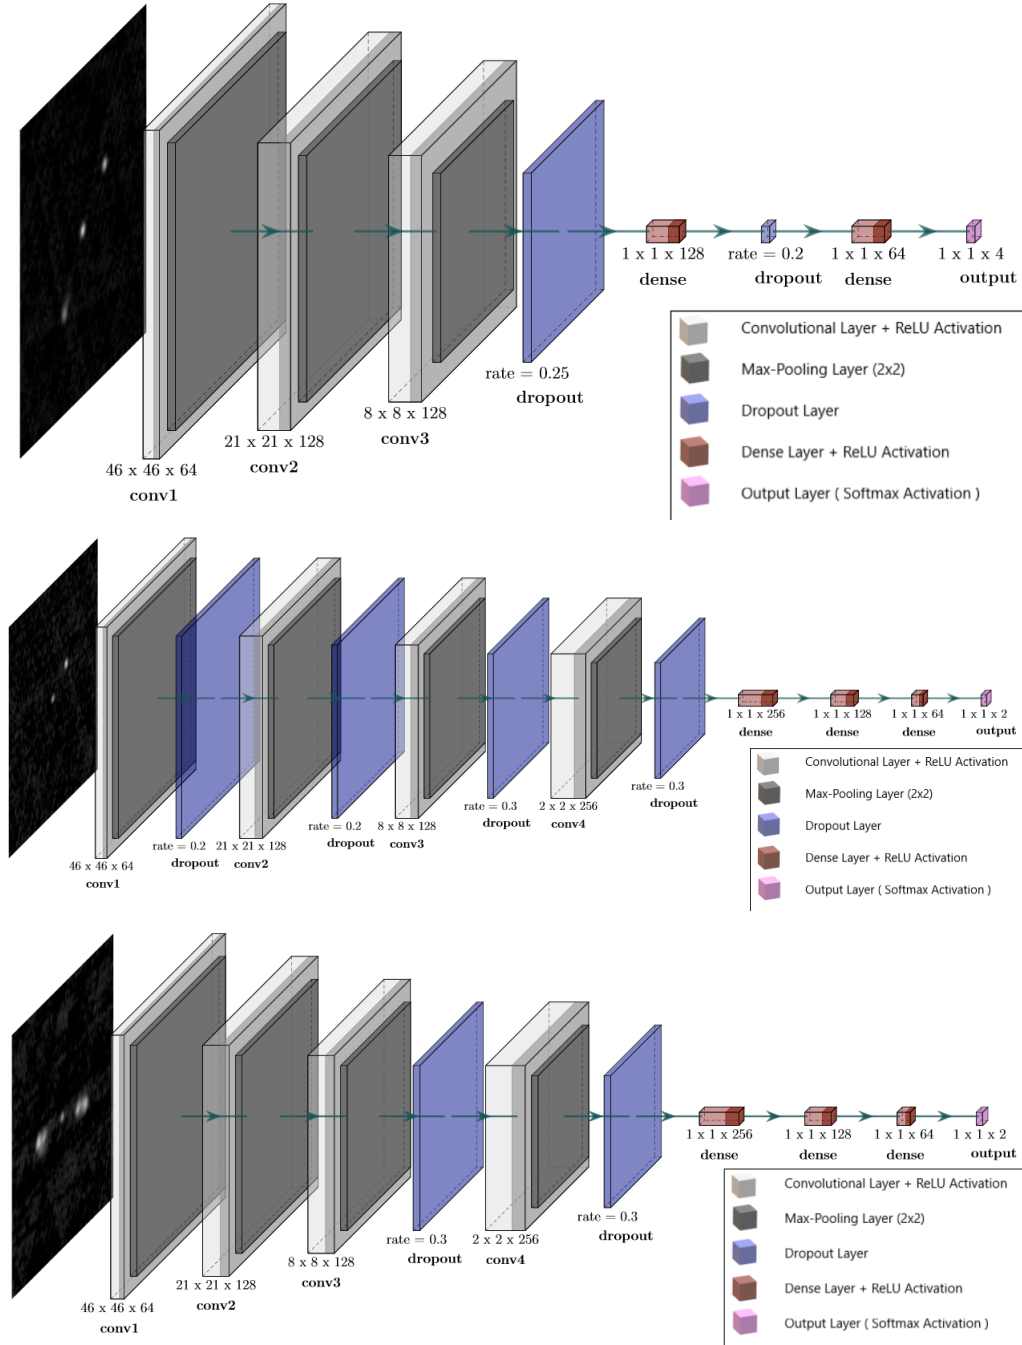 1 x 1 x 128
dense
rate = 0.2
dropout
1 x 1 x 64
dense
1 x 1 x 4
output
rate = 0.25
dropout
8 x 8 x 128
conv3
21 x 21 x 128
conv2
46 x 46 x 64
conv1
Convolutional Layer + ReLU Activation
Max-Pooling Layer (2x2)
Dropout Layer
Dense Layer + ReLU Activation
Output Layer ( Softmax Activation )
46 x 46 x 64
conv1
rate = 0.2
dropout
21 x 21 x 128
conv2
rate = 0.2
dropout
8 x 8 x 128
conv3
rate = 0.3
dropout
2 x 2 x 256
conv4
rate = 0.3
dropout
1 x 1 x 256
dense
1 x 1 x 128
dense
1 x 1 x 64
dense
1 x 1 x 2
output
Convolutional Layer + ReLU Activation
Max-Pooling Layer (2x2)
Dropout Layer
Dense Layer + ReLU Activation
Output Layer ( Softmax Activation )
46 x 46 x 64
conv1
21 x 21 x 128
conv2
8 x 8 x 128
conv3
rate = 0.3
dropout
2 x 2 x 256
conv4
rate = 0.3
dropout
1 x 1 x 256
dense
1 x 1 x 128
dense
1 x 1 x 64
dense
1 x 1 x 2
output
Convolutional Layer + ReLU Activation
Max-Pooling Layer (2x2)
Dropout Layer
Dense Layer + ReLU Activation
Output Layer ( Softmax Activation )